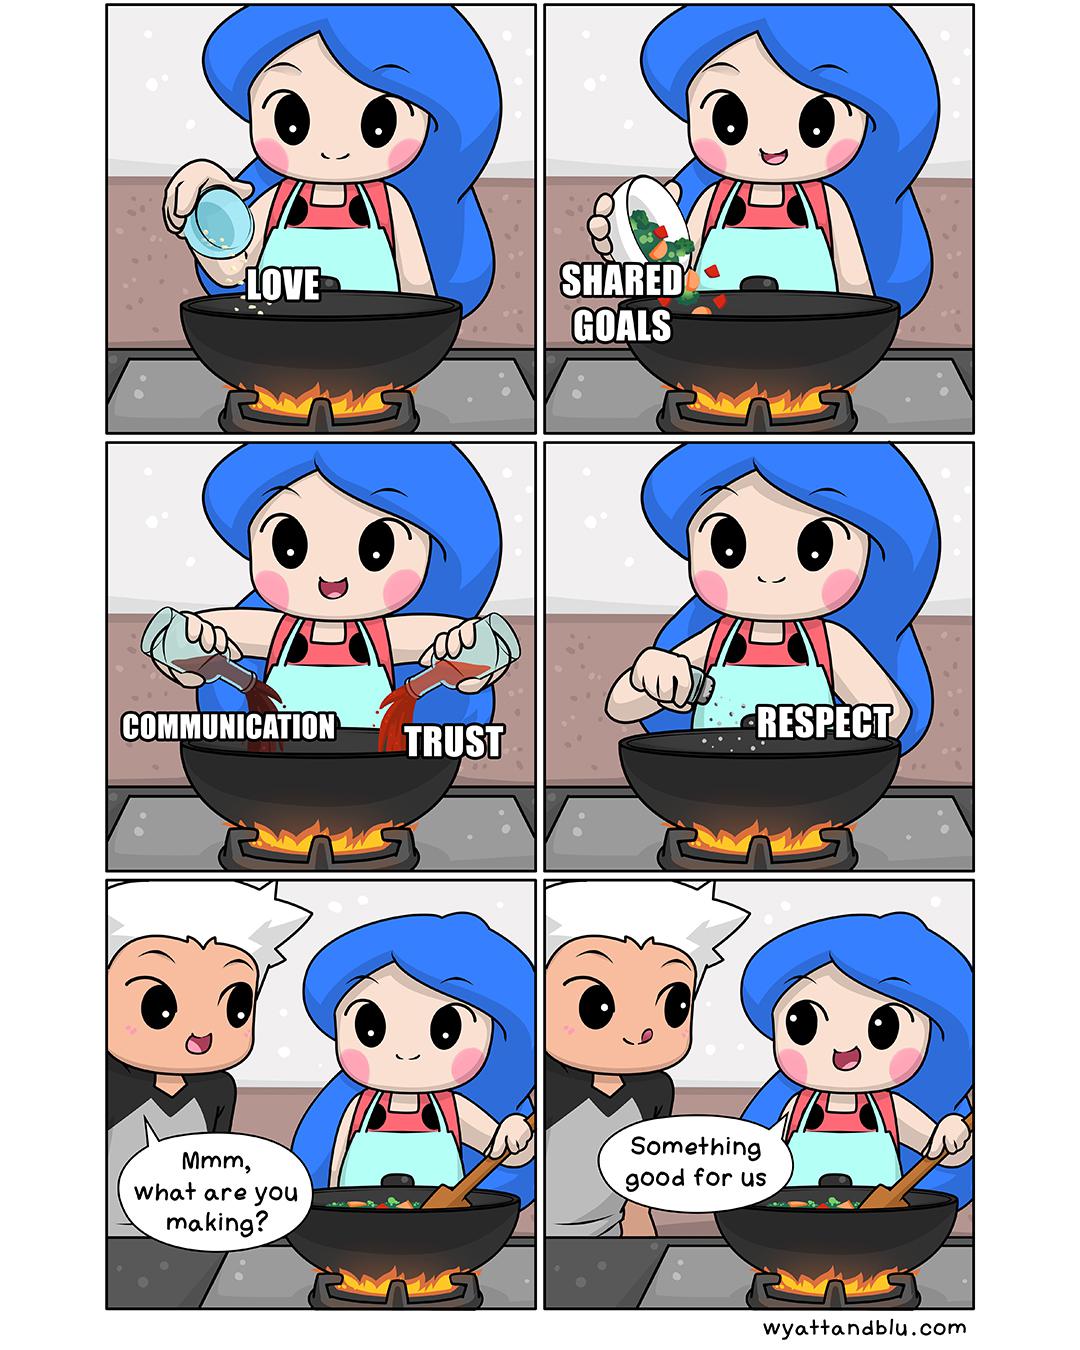 LOVE
SHARED
GOALS
COMMUNICATION
TRUST
RESPECT
Mmm,
what are you
making?
Something
good for us
wyattandblu.com